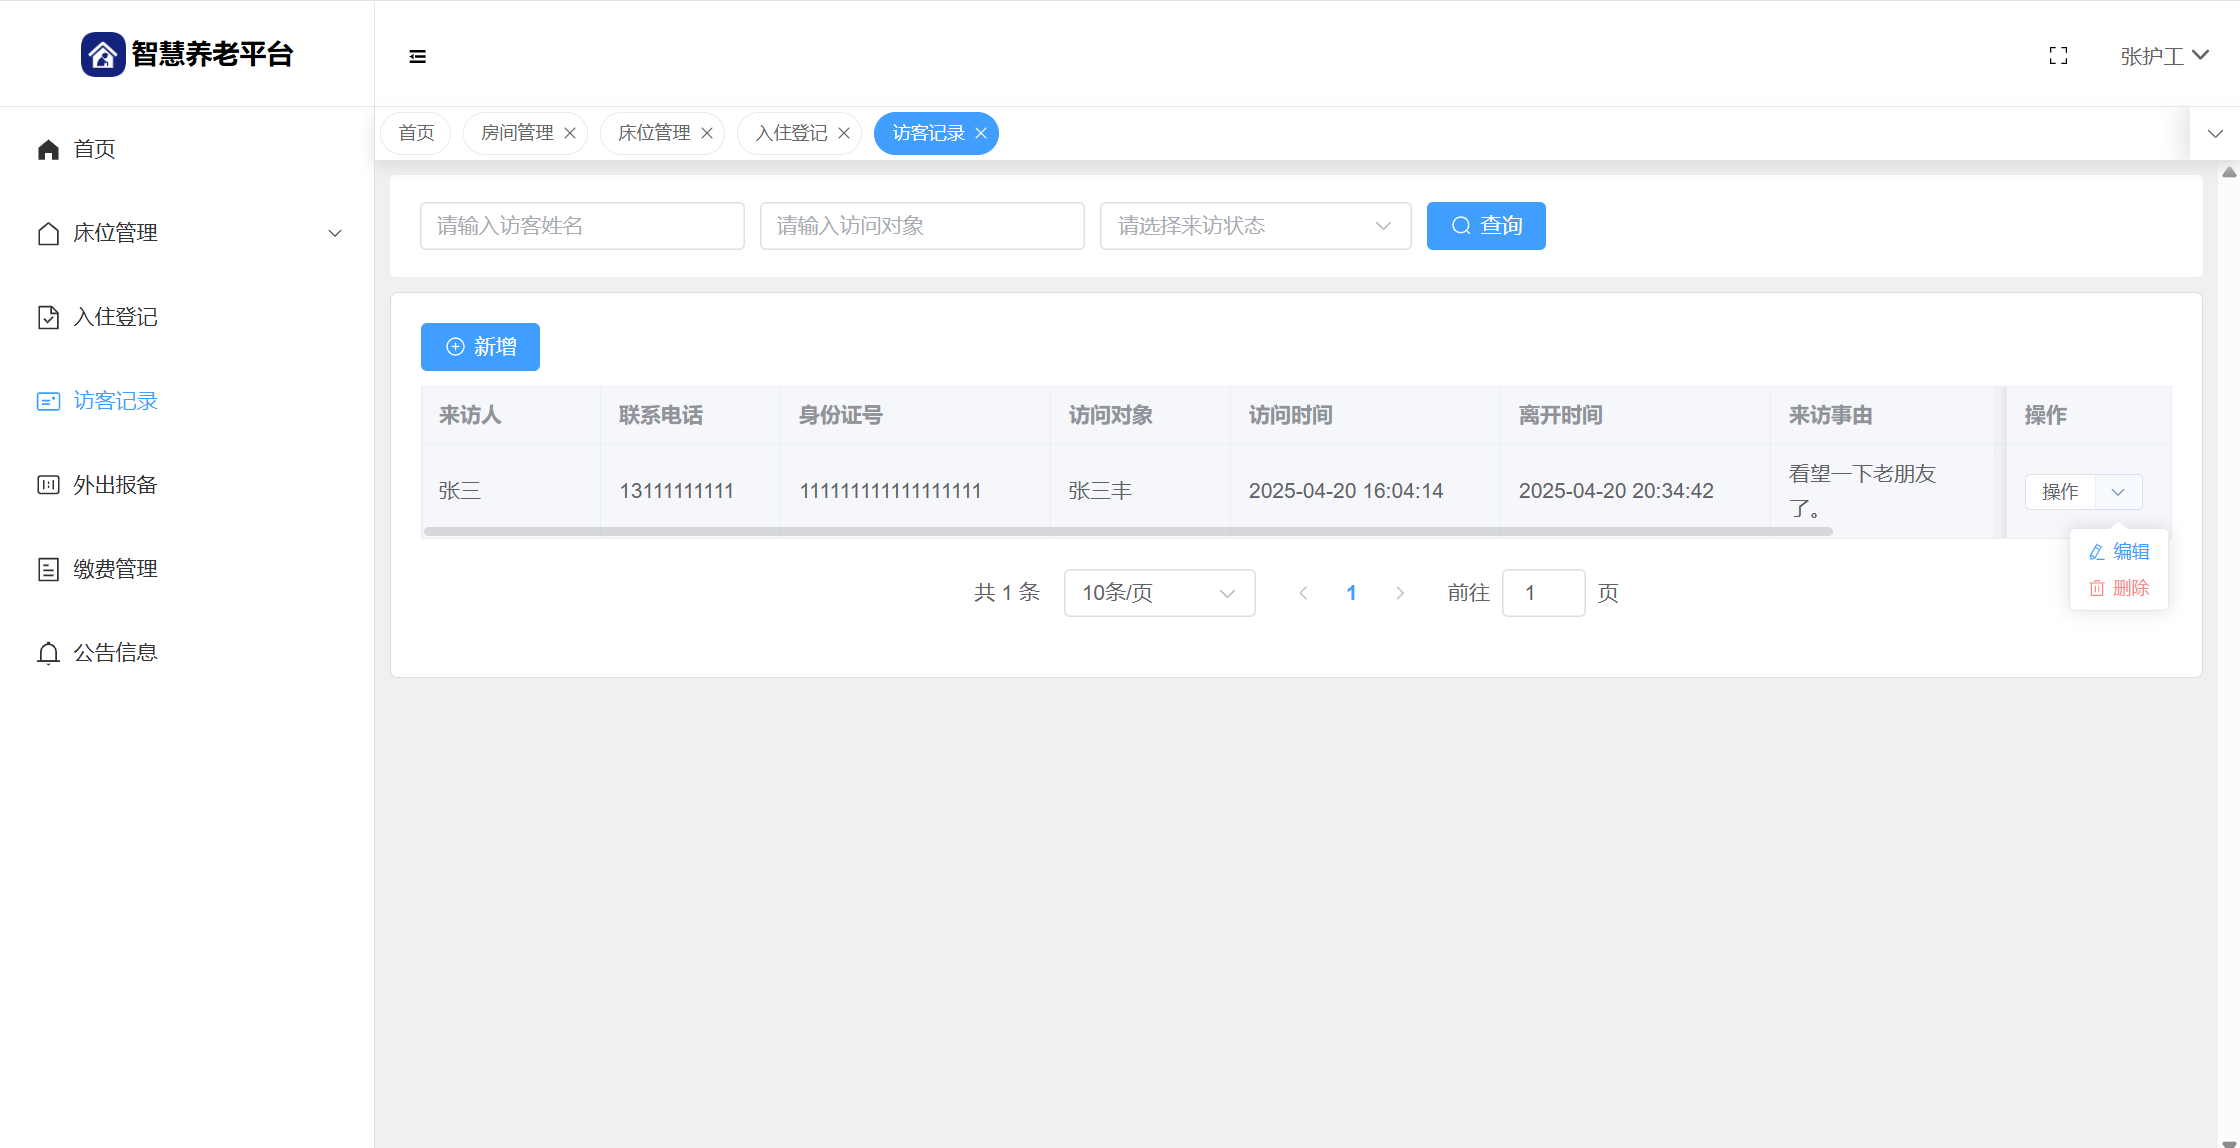 智慧养老平台
张护工
首页
床位管理
入住登记
访客记录
外出报备
缴费管理
公告信息
首页 房间管理 床位管理 入住登记 访客记录
请输入访客姓名 请输入访问对象 请选择来访状态 查询
新增
来访人 联系电话 身份证号 访问对象 访问时间 离开时间 来访事由 操作
张三 13111111111 111111111111111111 张三丰 2025-04-20 16:04:14 2025-04-20 20:34:42 看望一下老朋友
了。
操作
编辑
删除
共 1 条 10条/页 1 前往 1 页